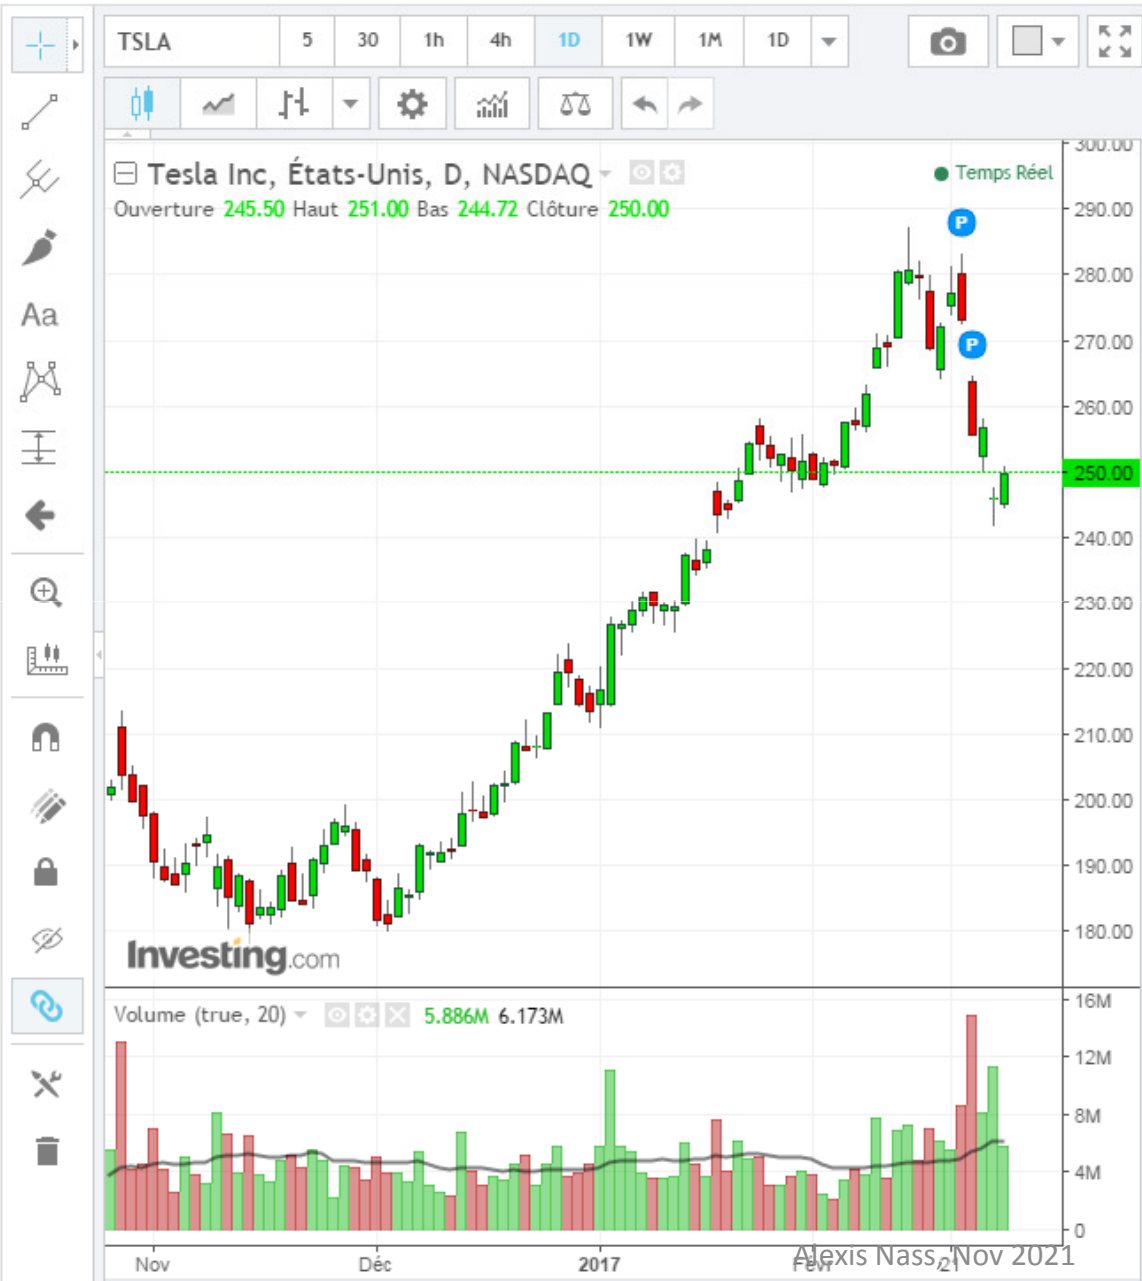 TSLA 5 30 1h 4h 1D 1W 1M 1D
300.00
Tesla Inc, États-Unis, D, NASDAQ
Temps Réel
Ouverture 245.50 Haut 251.00 Bas 244.72 Clôture 250.00
290.00
P
280.00
Aa
270.00
P
260.00
250.00
240.00
230.00
220.00
210.00
200.00
190.00
180.00
Investing.com
Volume (true, 20) 5.886M 6.173M
16M
12M
8M
4M
0
Nov Déc 2017 Févr 21
Alexis Nass, Nov 2021